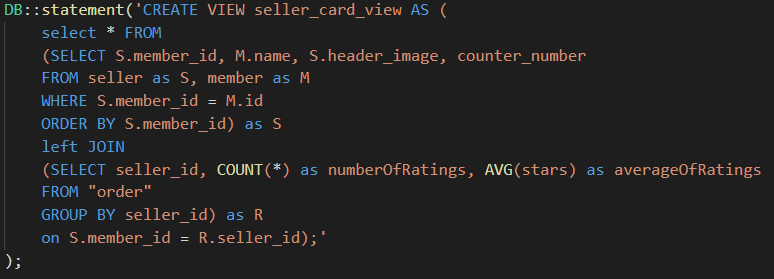 DB::statement('CREATE VIEW seller_card_view AS (
select * FROM
(SELECT S.member_id, M.name, S.header_image, counter_number
FROM seller as S, member as M
WHERE S.member_id = M.id
ORDER BY S.member_id) as S
left JOIN
(SELECT seller_id, COUNT(*) as numberOfRatings, AVG(stars) as averageOfRatings
FROM "order"
GROUP BY seller_id) as R
on S.member_id = R.seller_id);'
);